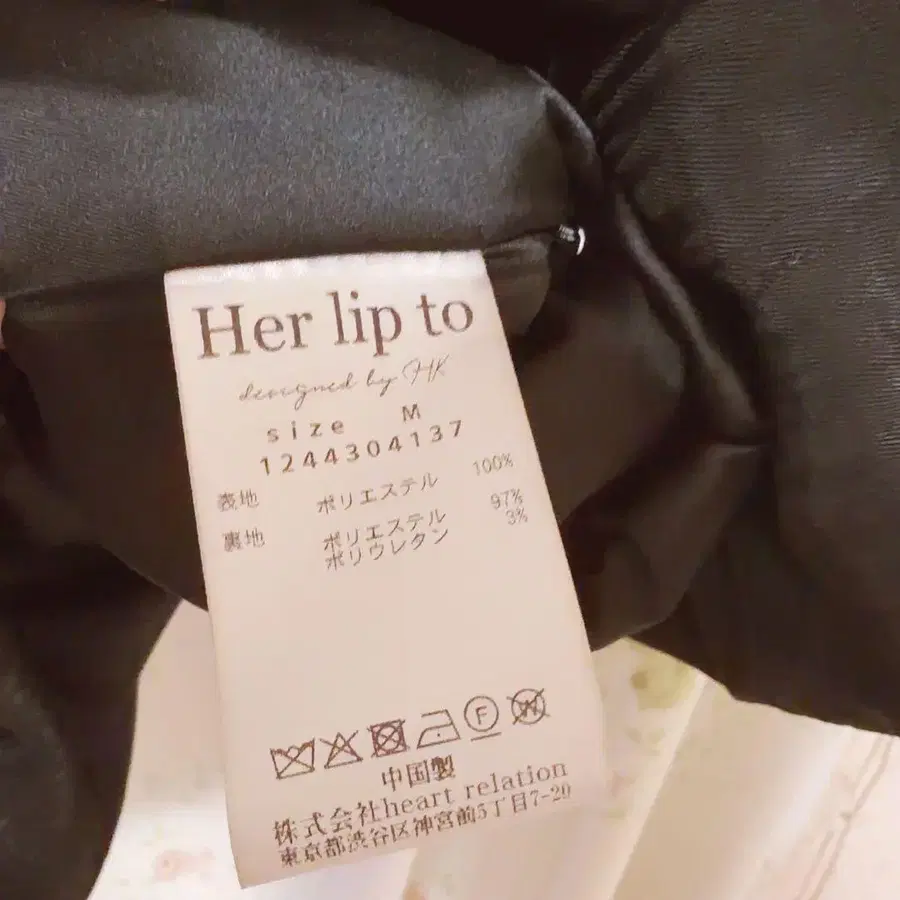 Her lip to
designed by HK
size M
1244304137
表地 ポリエステル 100%
裏地 ポリエステル 97%
ポリウレタン 3%
F W
中国製
株式会社heart relation
東京都渋谷区神宮前5丁目7-20